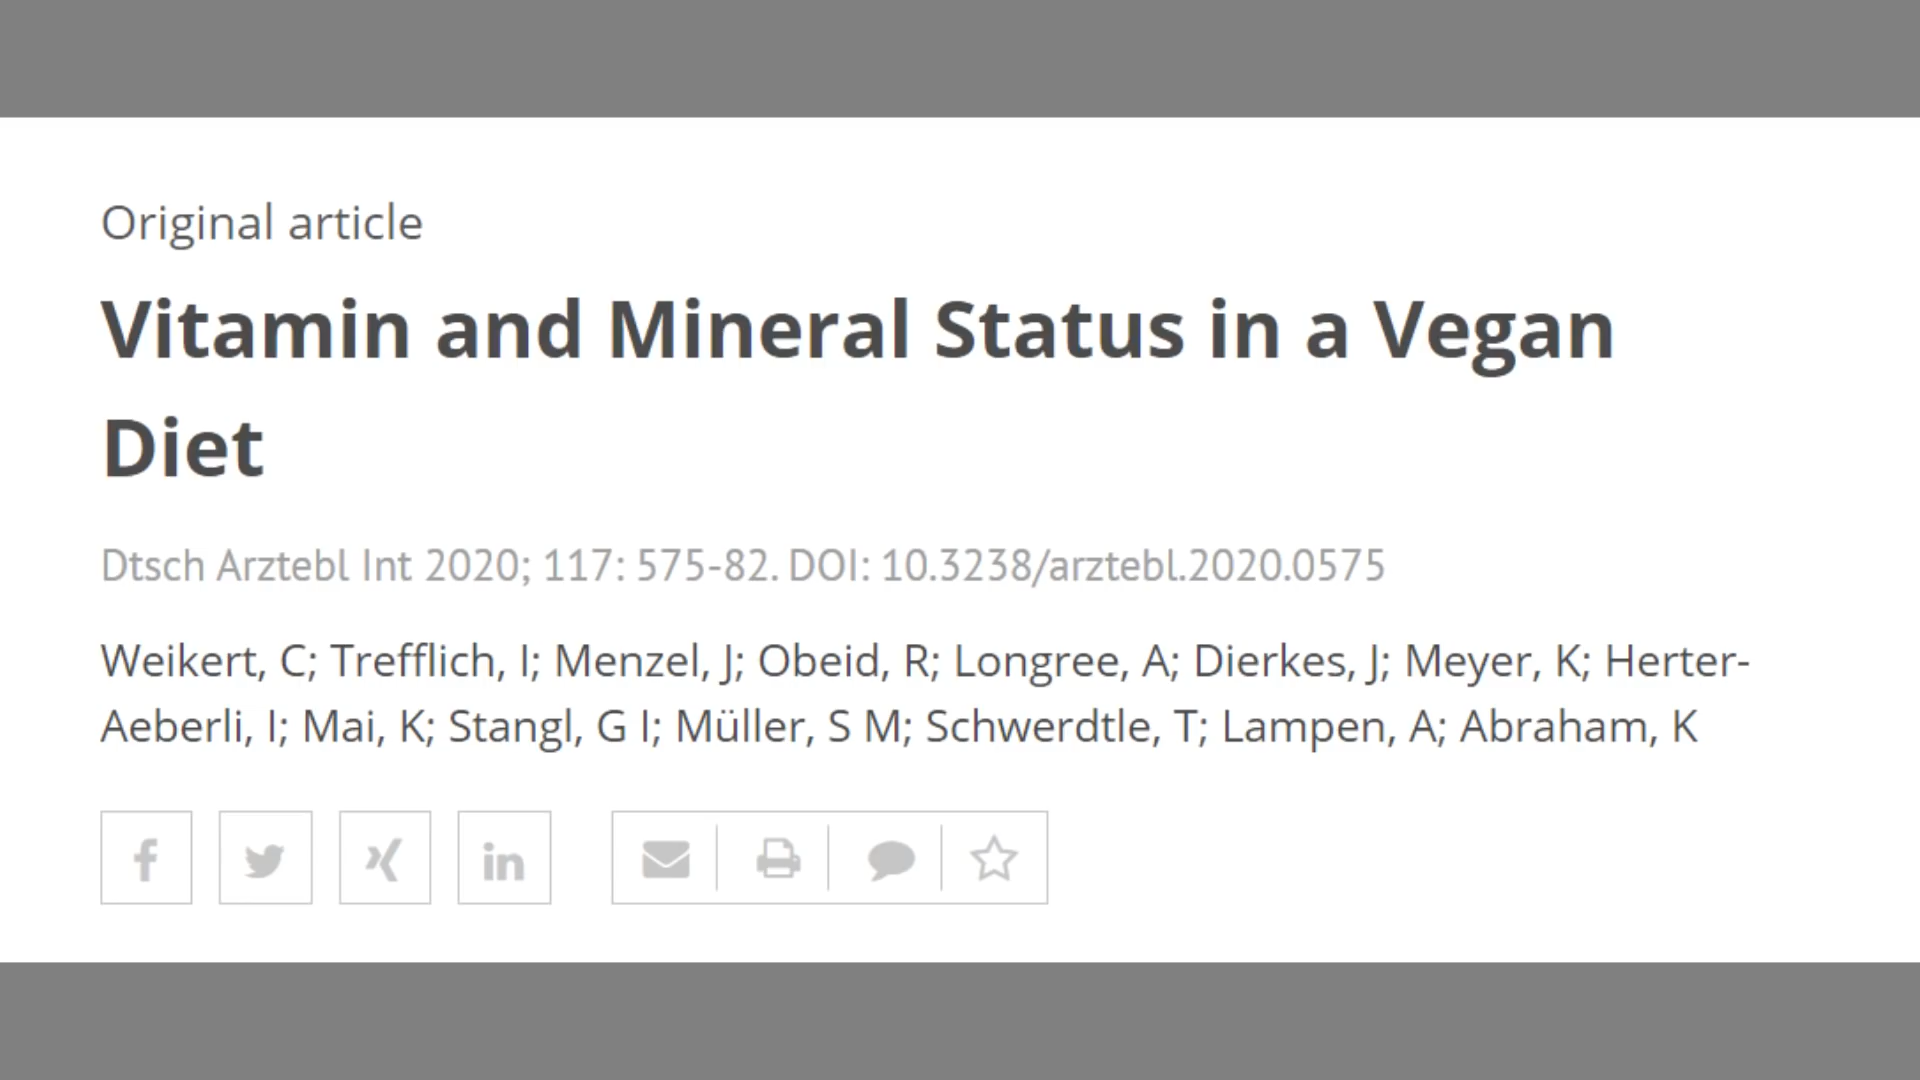 Original article
Vitamin and Mineral Status in a Vegan
Diet
Dtsch Arztebl Int 2020; 117: 575-82. DOI: 10.3238/arztebl.2020.0575
Weikert, C; Trefflich, I; Menzel, J; Obeid, R; Longree, A; Dierkes, J; Meyer, K; Herter-
Aeberli, I; Mai, K; Stangl, G I; Müller, S M; Schwerdtle, T; Lampen, A; Abraham, K